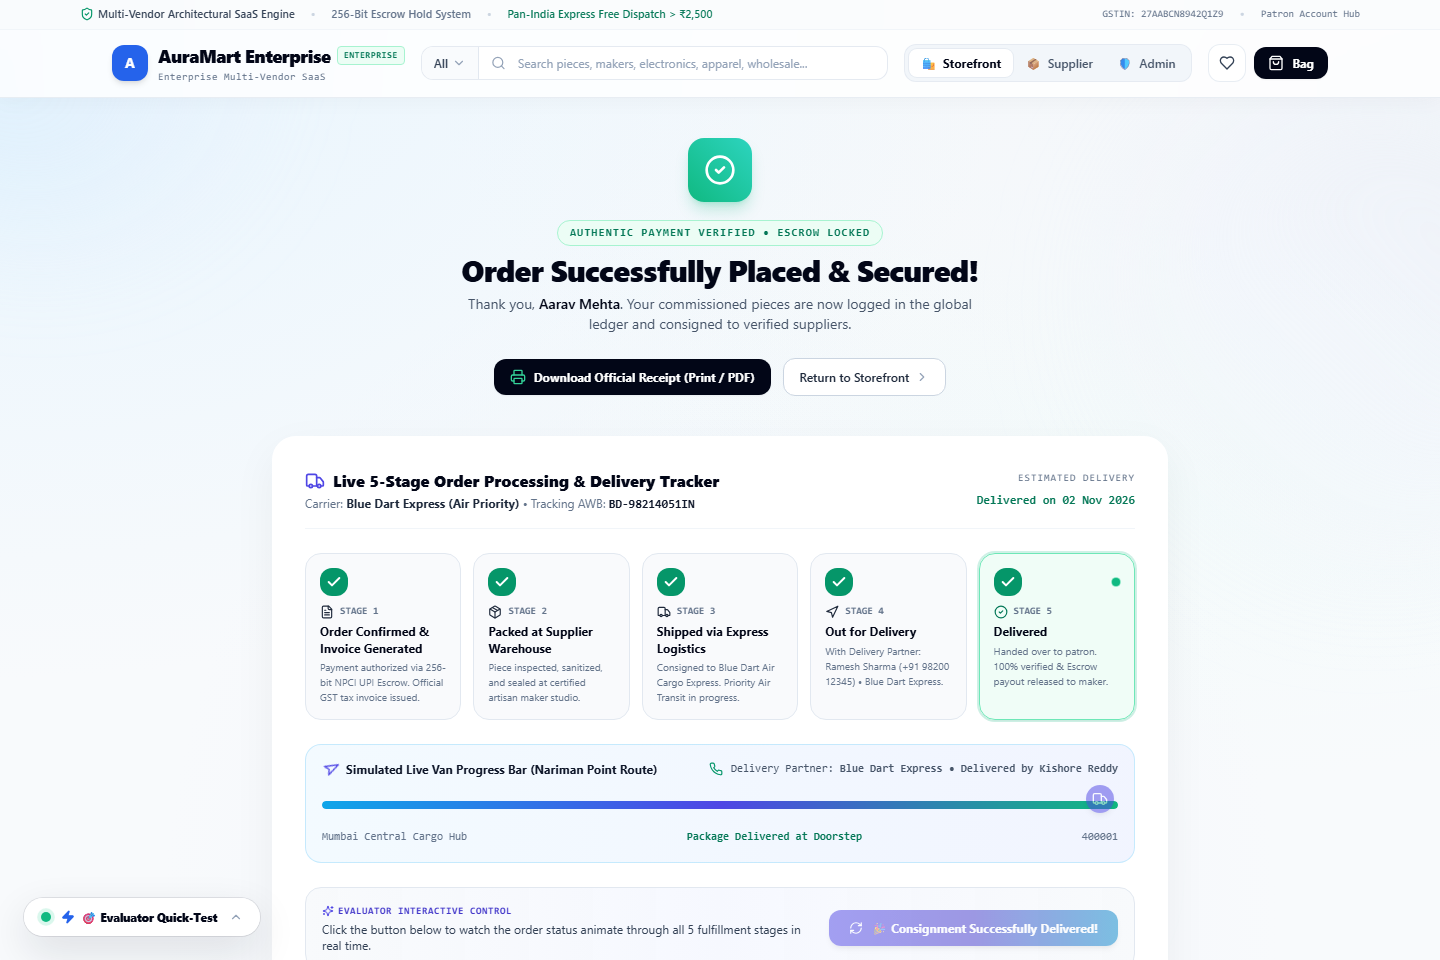 Multi-Vendor Architectural SaaS Engine • 256-Bit Escrow Hold System • Pan-India Express Free Dispatch > ₹2,500
GSTIN: 27AABCN8942Q1Z9 • Patron Account Hub
A
AuraMart Enterprise
ENTERPRISE
Enterprise Multi-Vendor SaaS
All
Search pieces, makers, electronics, apparel, wholesale...
Storefront
Supplier
Admin
Bag
AUTHENTIC PAYMENT VERIFIED • ESCROW LOCKED
Order Successfully Placed & Secured!
Thank you, Aarav Mehta. Your commissioned pieces are now logged in the global
ledger and consigned to verified suppliers.
Download Official Receipt (Print / PDF)
Return to Storefront
Live 5-Stage Order Processing & Delivery Tracker
Carrier: Blue Dart Express (Air Priority) • Tracking AWB: BD-98214051IN
ESTIMATED DELIVERY
Delivered on 02 Nov 2026
STAGE 1
Order Confirmed &
Invoice Generated
Payment authorized via 256-
bit NPCI UPI Escrow. Official
GST tax invoice issued.
STAGE 2
Packed at Supplier
Warehouse
Piece inspected, sanitized,
and sealed at certified
artisan maker studio.
STAGE 3
Shipped via Express
Logistics
Consigned to Blue Dart Air
Cargo Express. Priority Air
Transit in progress.
STAGE 4
Out for Delivery
With Delivery Partner:
Ramesh Sharma (+91 98200
12345) • Blue Dart Express.
STAGE 5
Delivered
Handed over to patron.
100% verified & Escrow
payout released to maker.
Simulated Live Van Progress Bar (Nariman Point Route)
Delivery Partner: Blue Dart Express • Delivered by Kishore Reddy
Mumbai Central Cargo Hub
Package Delivered at Doorstep
400001
EVALUATOR INTERACTIVE CONTROL
Click the button below to watch the order status animate through all 5 fulfillment stages in
real time.
🎉 Consignment Successfully Delivered!
🎯 Evaluator Quick-Test